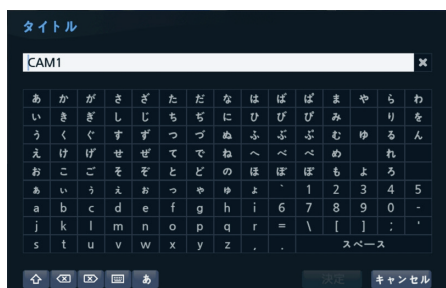 タイトル
CAM1
あ か が さ ざ た だ な は ば ぱ ま や ら わ
い き ぎ し じ ち ぢ に ひ び ぴ み り を
う く ぐ す ず つ づ ぬ ふ ぶ ぷ む ゆ る ん
え け げ せ ぜ て で ね へ べ ぺ め れ
お こ ご そ ぞ と ど の ほ ぼ ぽ も よ ろ
ぁ ぃ ぅ ぇ ぉ っ ゃ ゅ ょ ` 1 2 3 4 5
a b c d e f g h i 6 7 8 9 0 -
j k l m n o p q r = \ [ ] ; '
s t u v w x y z , . スペース
あ 決定 キャンセル